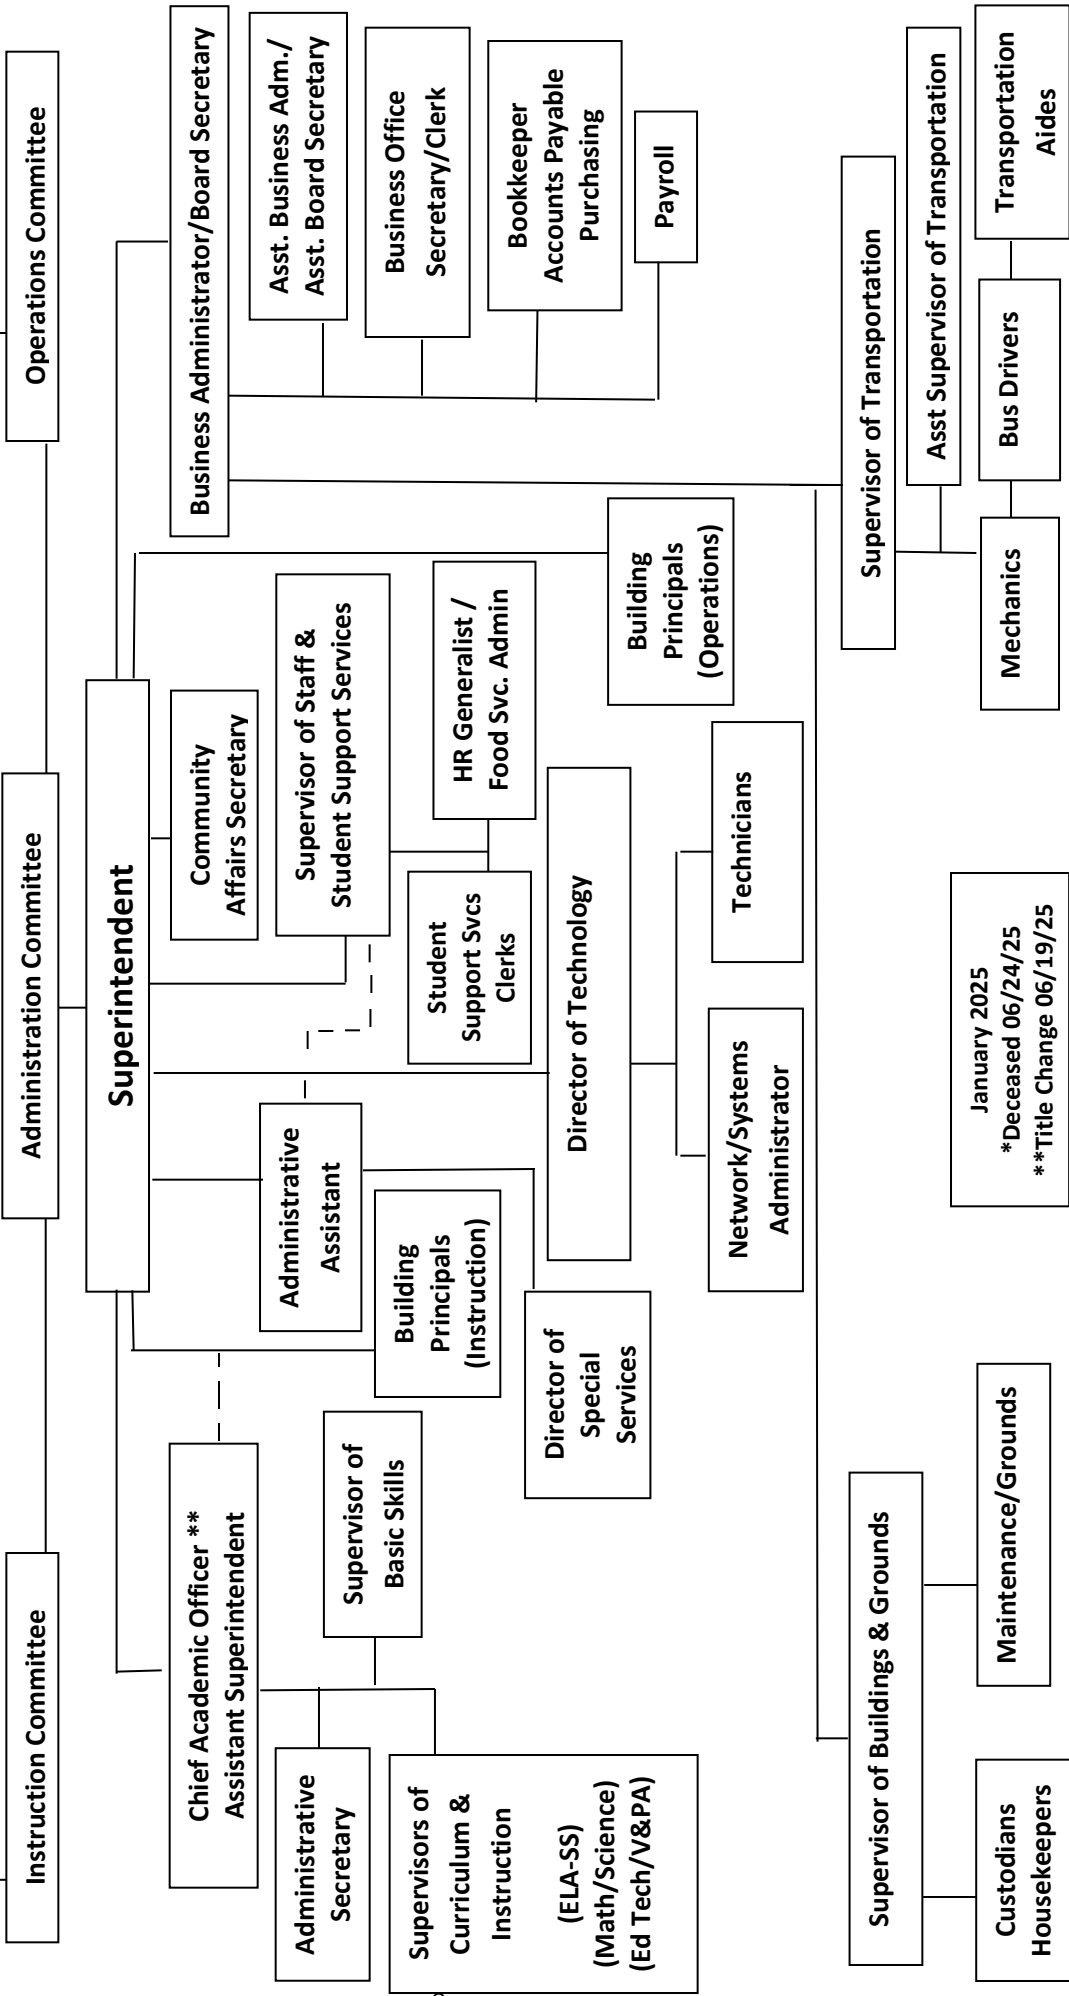 Instruction Committee
Administration Committee
Operations Committee
Superintendent
Chief Academic Officer **
Assistant Superintendent
Community
Affairs Secretary
Business Administrator/Board Secretary
Administrative
Secretary
Supervisor of
Basic Skills
Supervisors of
Curriculum &
Instruction
(ELA-SS)
(Math/Science)
(Ed Tech/V&PA)
Administrative
Assistant
Building
Principals
(Instruction)
Director of
Special
Services
Supervisor of Staff &
Student Support Services
Student
Support Svcs
Clerks
HR Generalist /
Food Svc. Admin
Director of Technology
Network/Systems
Administrator
Technicians
Building
Principals
(Operations)
Asst. Business Adm./
Asst. Board Secretary
Business Office
Secretary/Clerk
Bookkeeper
Accounts Payable
Purchasing
Payroll
Supervisor of Buildings & Grounds
Custodians
Housekeepers
Maintenance/Grounds
Supervisor of Transportation
Asst Supervisor of Transportation
Mechanics
Bus Drivers
Transportation
Aides
January 2025
*Deceased 06/24/25
**Title Change 06/19/25